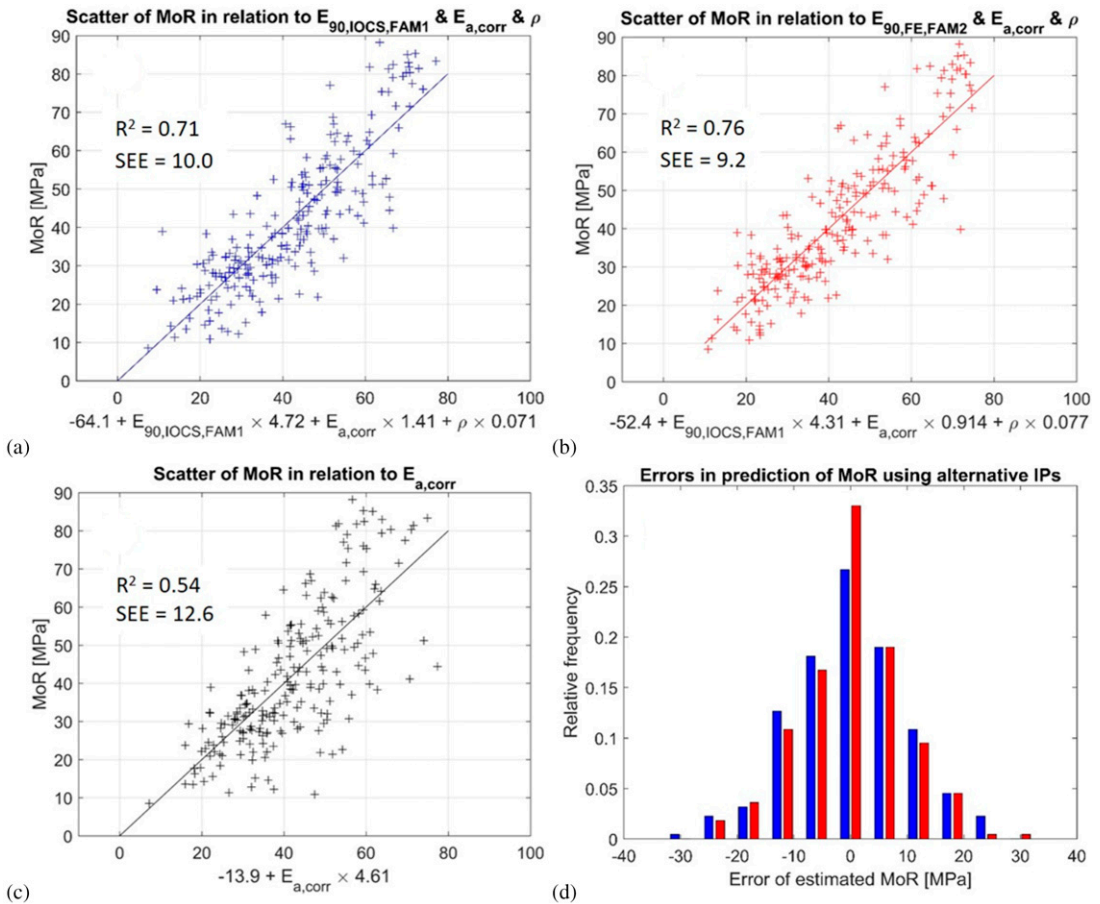 Scatter of MoR in relation to E90,IOCS,FAM1 & Ea,corr & ρ
MoR [MPa]
90
80
70
60
50
40
30
20
10
0
R² = 0.71
SEE = 10.0
0 20 40 60 80 100
-64.1 + E90,IOCS,FAM1 × 4.72 + Ea,corr × 1.41 + ρ × 0.071
(a)
Scatter of MoR in relation to E90,FE,FAM2 & Ea,corr & ρ
MoR [MPa]
90
80
70
60
50
40
30
20
10
0
R² = 0.76
SEE = 9.2
0 20 40 60 80 100
-52.4 + E90,IOCS,FAM1 × 4.31 + Ea,corr × 0.914 + ρ × 0.077
(b)
Scatter of MoR in relation to Ea,corr
MoR [MPa]
90
80
70
60
50
40
30
20
10
0
R² = 0.54
SEE = 12.6
0 20 40 60 80 100
-13.9 + Ea,corr × 4.61
(c)
Errors in prediction of MoR using alternative IPs
Relative frequency
0.35
0.3
0.25
0.2
0.15
0.1
0.05
0
-40 -30 -20 -10 0 10 20 30 40
Error of estimated MoR [MPa]
(d)